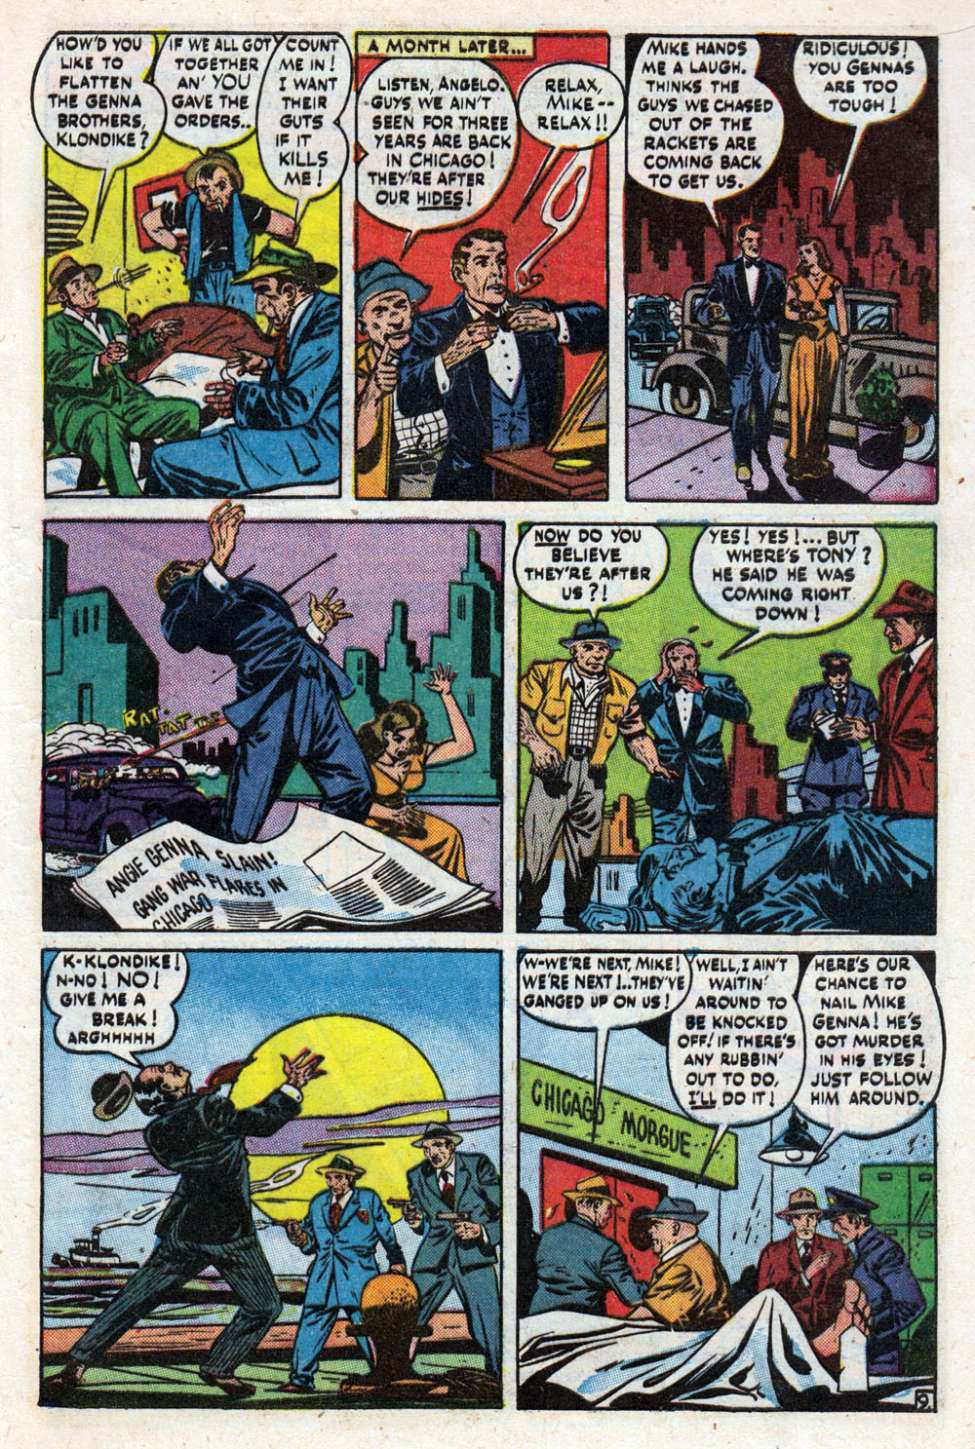 HOW'D YOU
LIKE TO
FLATTEN
THE GENNA
BROTHERS,
KLONDIKE?
IF WE ALL GOT
TOGETHER
AN' YOU
GAVE THE
ORDERS..
COUNT
ME IN!
I WANT
THEIR
GUTS
IF IT
KILLS
ME!
A MONTH LATER...
LISTEN, ANGELO.
GUYS WE AIN'T
SEEN FOR THREE
YEARS ARE BACK
IN CHICAGO!
THEY'RE AFTER
OUR HIDES!
RELAX,
MIKE--
RELAX!!
MIKE HANDS
ME A LAUGH.
THINKS THE
GUYS WE CHASED
OUT OF THE
RACKETS ARE
COMING BACK
TO GET US.
RIDICULOUS!
YOU GENNAS
ARE TOO
TOUGH!
RAT-
TAT TAT
ANGIE GENNA SLAIN!
GANG WAR FLARES IN
CHICAGO
NOW DO YOU
BELIEVE
THEY'RE AFTER
US?!
YES! YES!... BUT
WHERE'S TONY?
HE SAID HE WAS
COMING RIGHT
DOWN!
K-KLONDIKE!
N-NO! NO!
GIVE ME A
BREAK!
ARGHHHHH
W-WE'RE NEXT, MIKE!
WE'RE NEXT!..THEY'VE
GANGED UP ON US!
WELL, I AIN'T
WAITIN'
AROUND TO
BE KNOCKED
OFF! IF THERE'S
ANY RUBBIN'
OUT TO DO,
I'LL DO IT!
HERE'S OUR
CHANCE TO
NAIL MIKE
GENNA! HE'S
GOT MURDER
IN HIS EYES!
JUST FOLLOW
HIM AROUND.
CHICAGO MORGUE
9